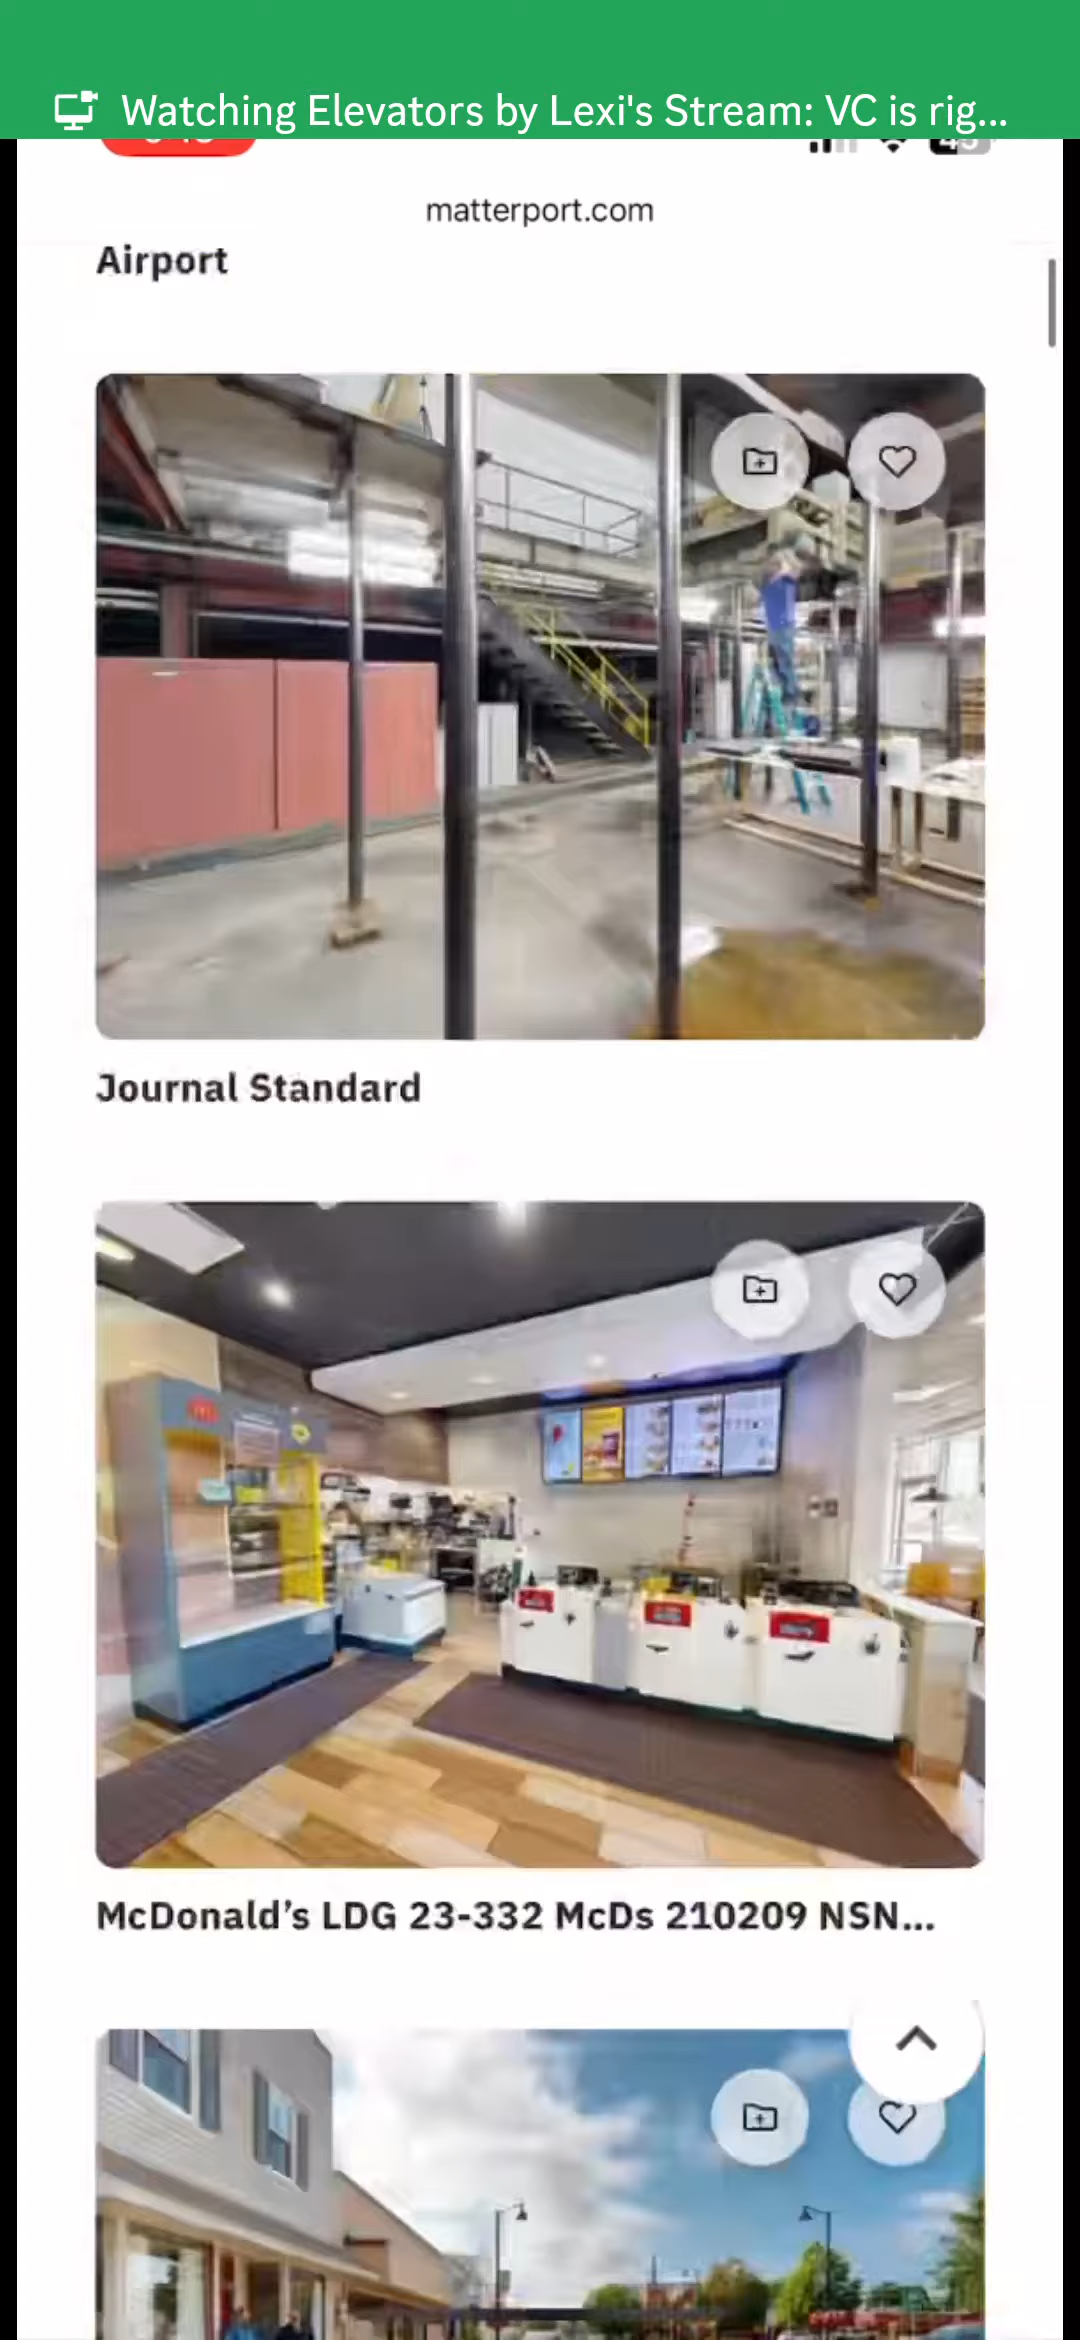 Watching Elevators by Lexi's Stream: VC is rig...
matterport.com
Airport
Journal Standard
McDonald’s LDG 23-332 McDs 210209 NSN...